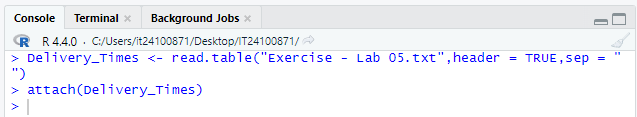 Console Terminal × Background Jobs ×
R 4.4.0 · C:/Users/it24100871/Desktop/IT24100871/
> Delivery_Times <- read.table("Exercise - Lab 05.txt",header = TRUE,sep = "
")
> attach(Delivery_Times)
>